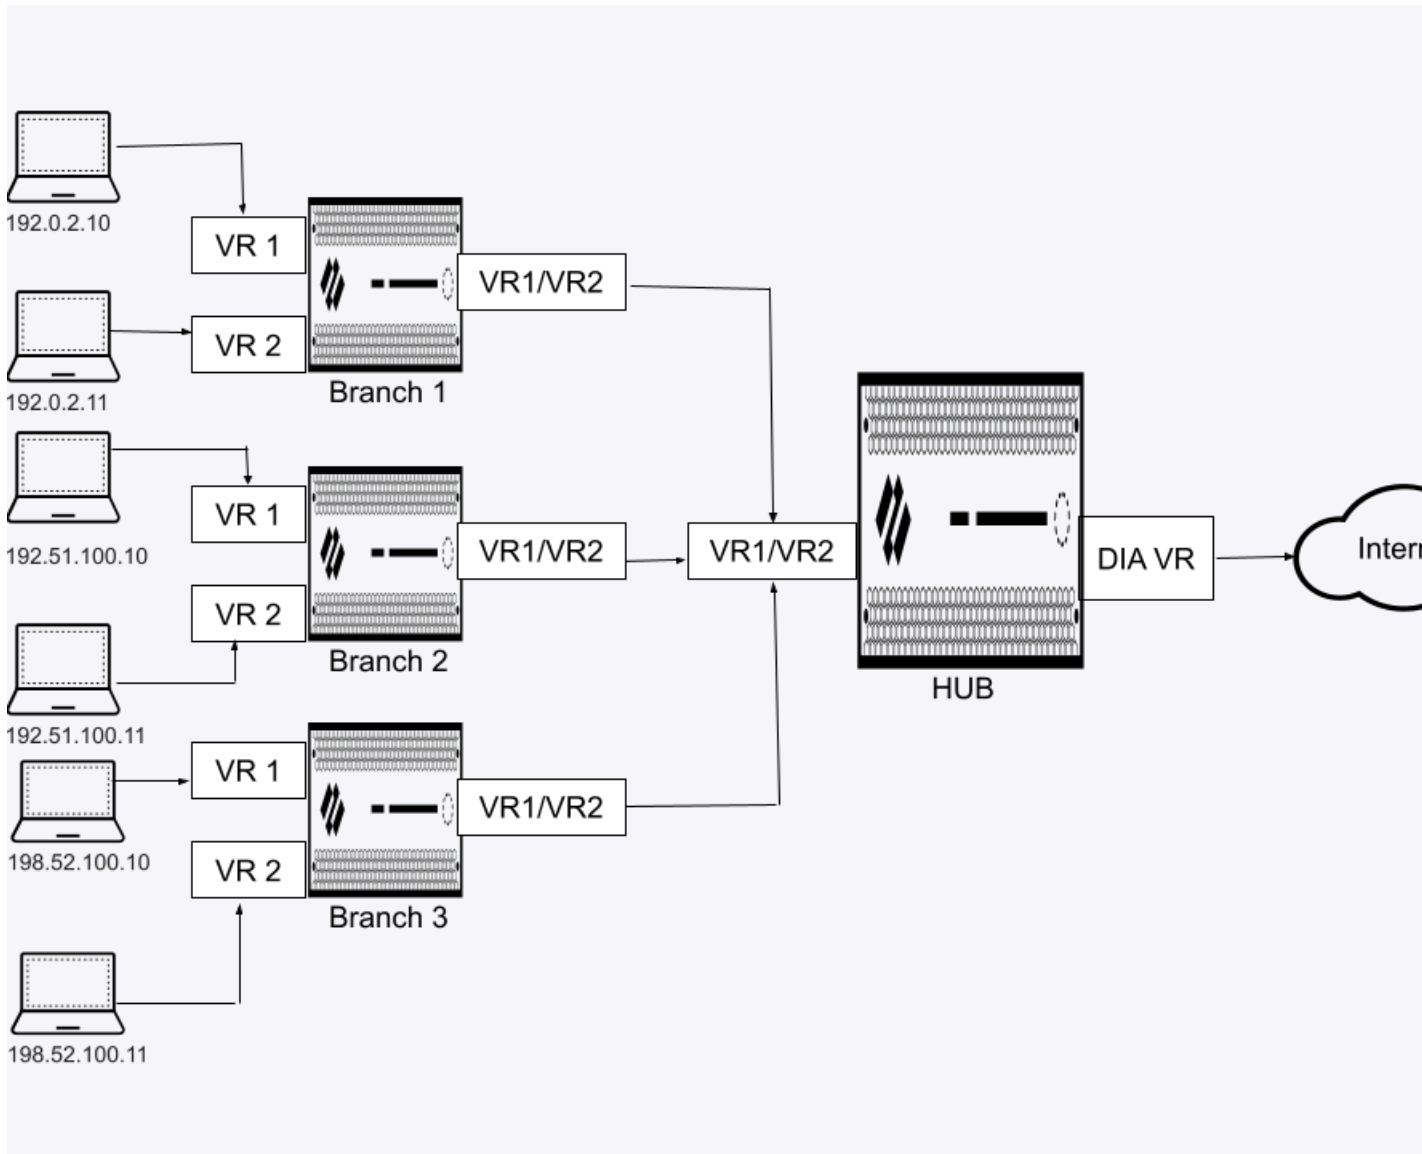 192.0.2.10
VR 1
VR1/VR2
VR 2
Branch 1
192.0.2.11
VR 1
192.51.100.10
VR1/VR2
VR1/VR2
DIA VR
VR 2
Branch 2
HUB
192.51.100.11
VR 1
VR1/VR2
198.52.100.10
VR 2
Branch 3
198.52.100.11